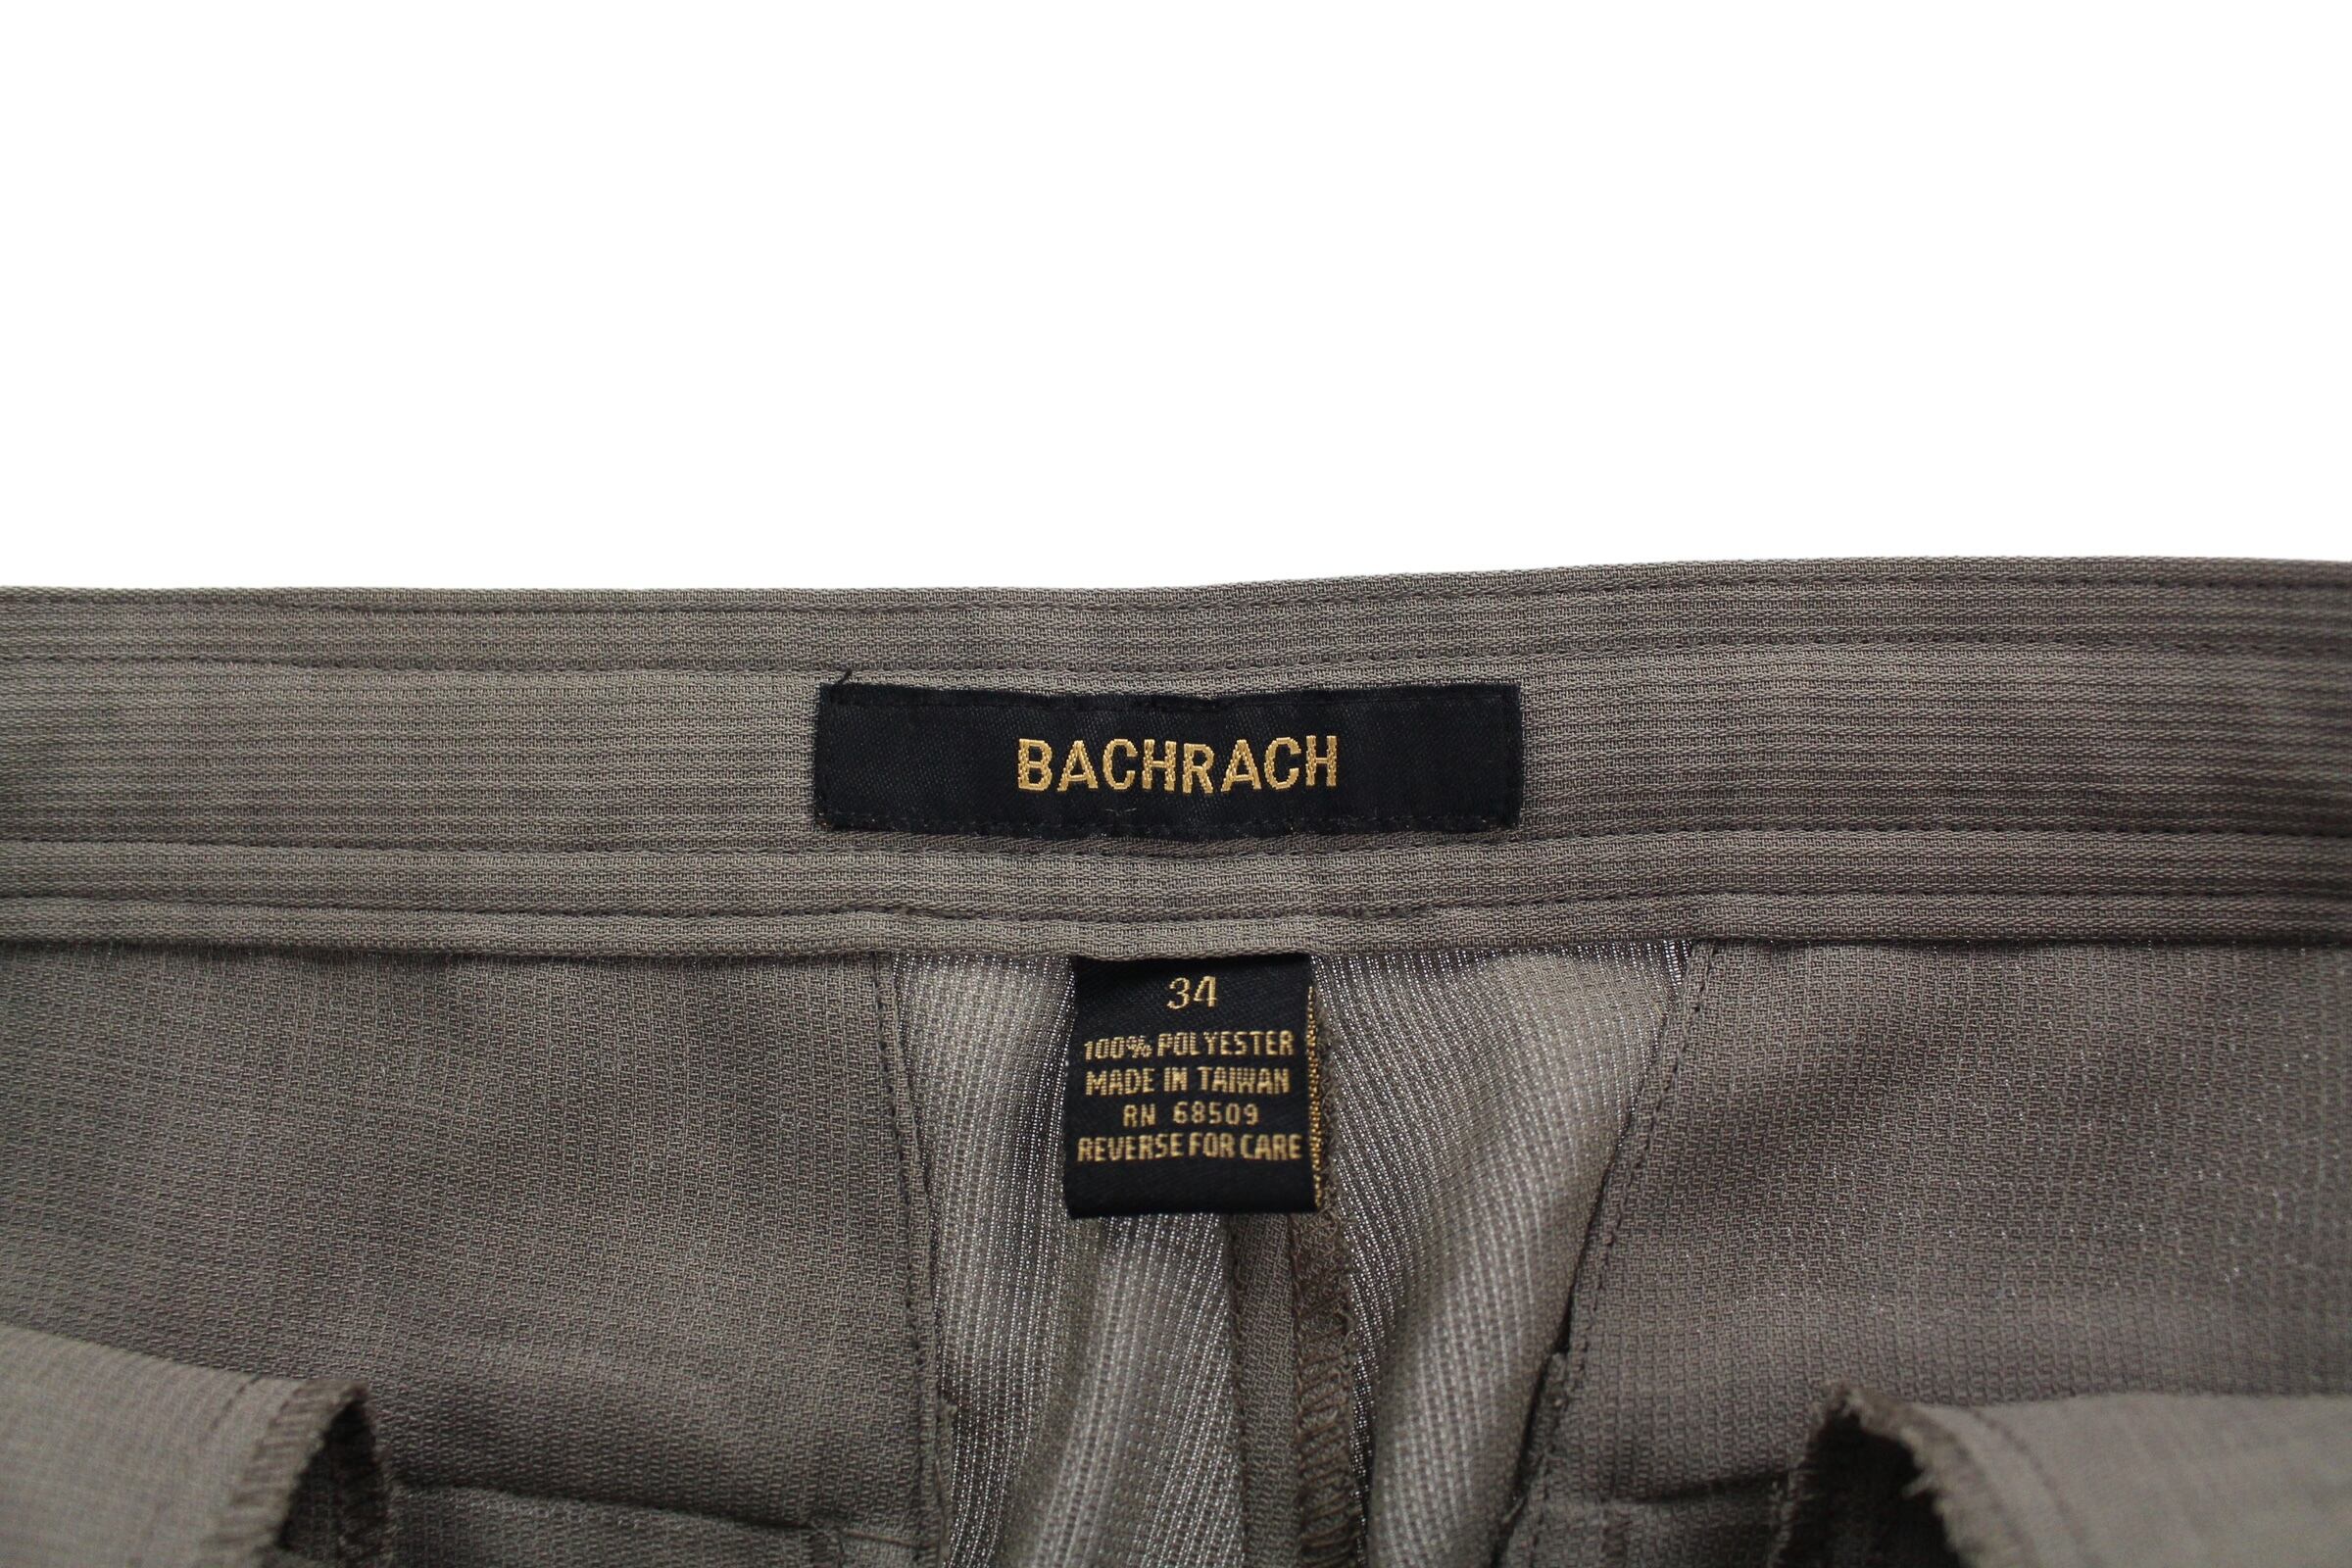 BACHRACH
34
100% POLYESTER
MADE IN TAIWAN
RN 68509
REVERSE FOR CARE